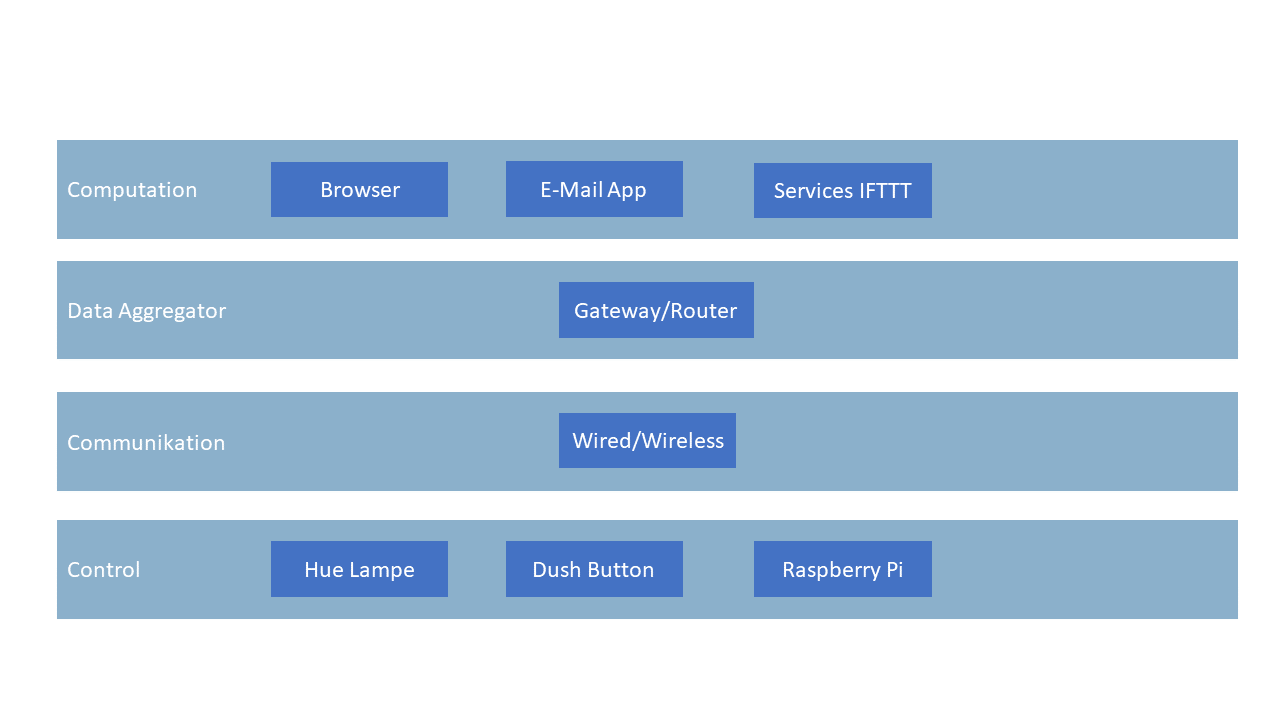 Computation
Browser
E-Mail App
Services IFTTT
Data Aggregator
Gateway/Router
Communikation
Wired/Wireless
Control
Hue Lampe
Dush Button
Raspberry Pi